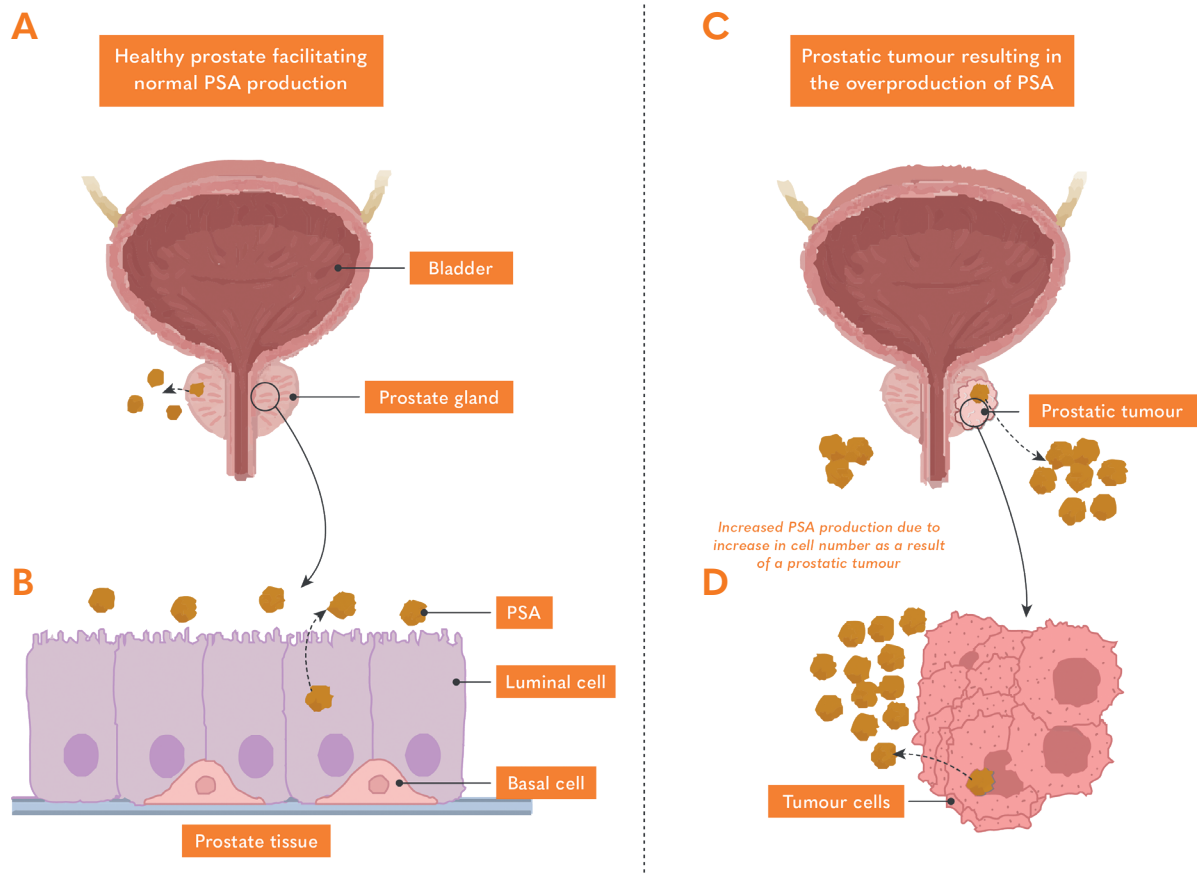 A
Healthy prostate facilitating
normal PSA production
Bladder
Prostate gland
B
PSA
Luminal cell
Basal cell
Prostate tissue
C
Prostatic tumour resulting in
the overproduction of PSA
Prostatic tumour
Increased PSA production due to
increase in cell number as a result
of a prostatic tumour
D
Tumour cells